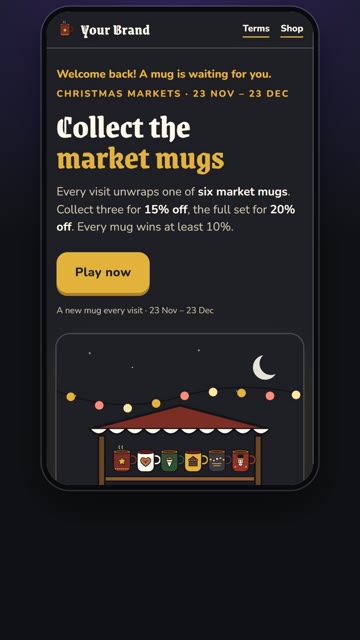 Your Brand
Terms
Shop
Welcome back! A mug is waiting for you.
CHRISTMAS MARKETS · 23 NOV – 23 DEC
Collect the
market mugs
Every visit unwraps one of six market mugs.
Collect three for 15% off, the full set for 20%
off. Every mug wins at least 10%.
Play now
A new mug every visit · 23 Nov – 23 Dec